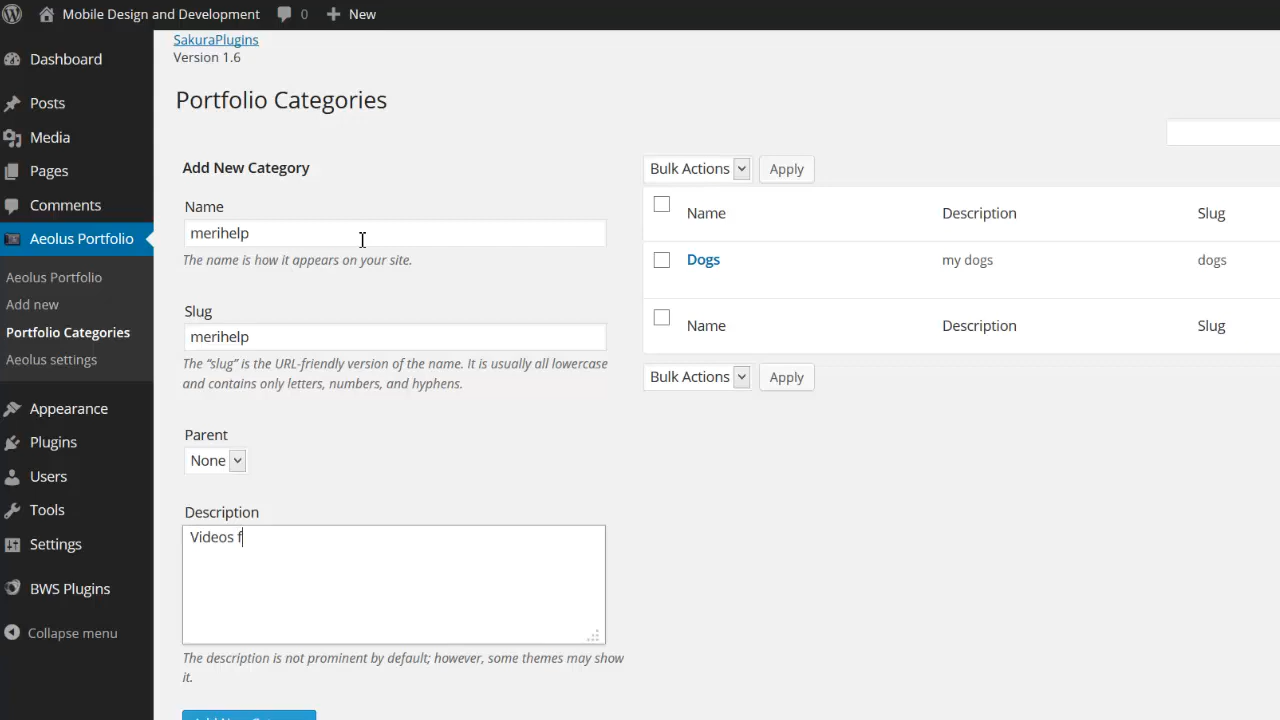 Mobile Design and Development 0 New
SakuraPlugins
Version 1.6
Dashboard
Posts
Media
Pages
Comments
Aeolus Portfolio
Aeolus Portfolio
Add new
Portfolio Categories
Aeolus settings
Appearance
Plugins
Users
Tools
Settings
BWS Plugins
Collapse menu
Portfolio Categories
Add New Category
Name
merihelp
The name is how it appears on your site.
Slug
merihelp
The “slug” is the URL-friendly version of the name. It is usually all lowercase
and contains only letters, numbers, and hyphens.
Parent
None
Description
Videos f
The description is not prominent by default; however, some themes may show
it.
Add New Category
Bulk Actions Apply
Name Description Slug
Dogs my dogs dogs
Name Description Slug
Bulk Actions Apply